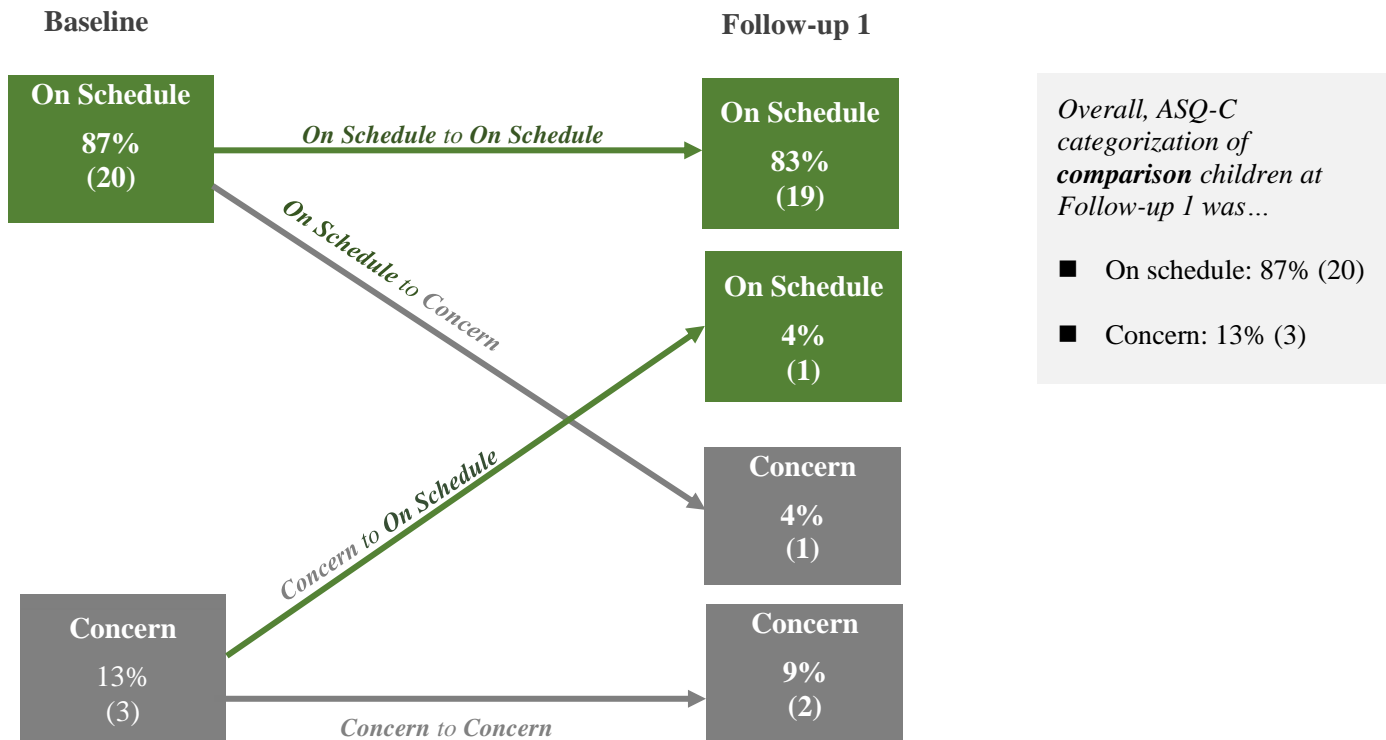 Baseline
Follow-up 1
On Schedule
87%
(20)
On Schedule to On Schedule
On Schedule
83%
(19)
On Schedule to Concern
On Schedule
4%
(1)
Concern to On Schedule
Concern
4%
(1)
Concern
13%
(3)
Concern to Concern
Concern
9%
(2)
Overall, ASQ-C
categorization of
comparison children at
Follow-up 1 was…
■ On schedule: 87% (20)
■ Concern: 13% (3)